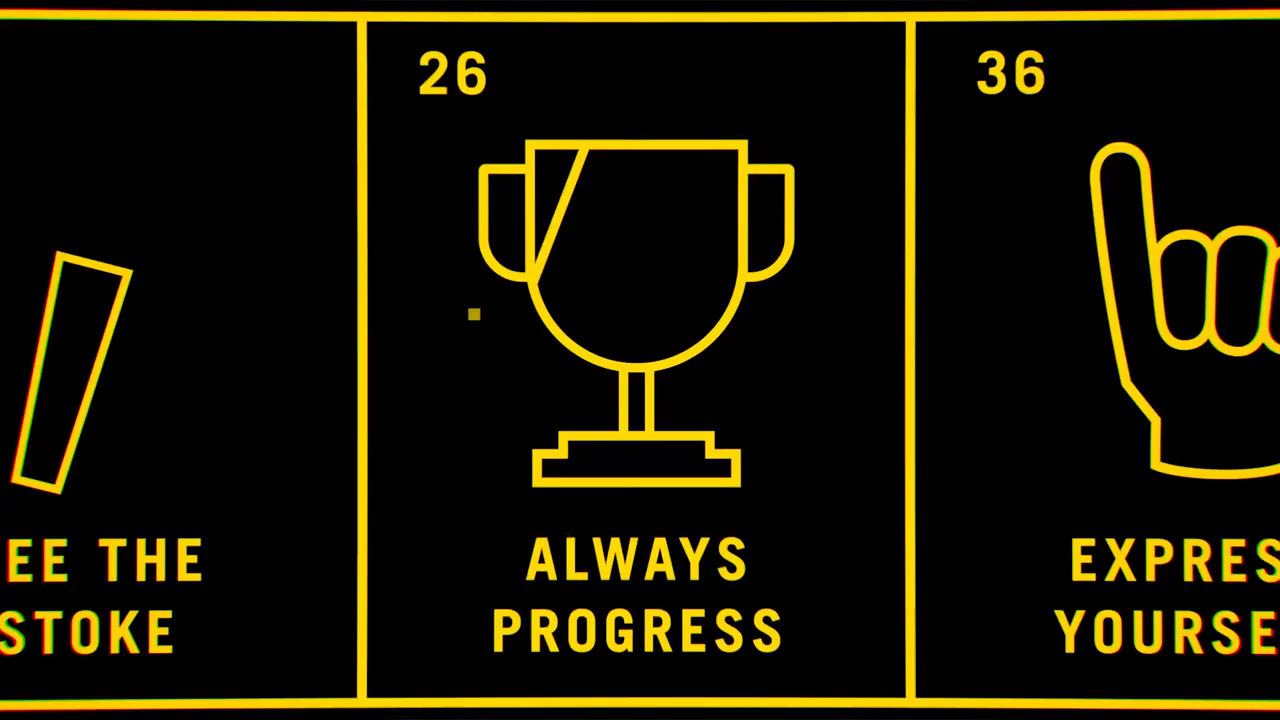 EE THE
STOKE
26
ALWAYS
PROGRESS
36
EXPRES
YOURSE